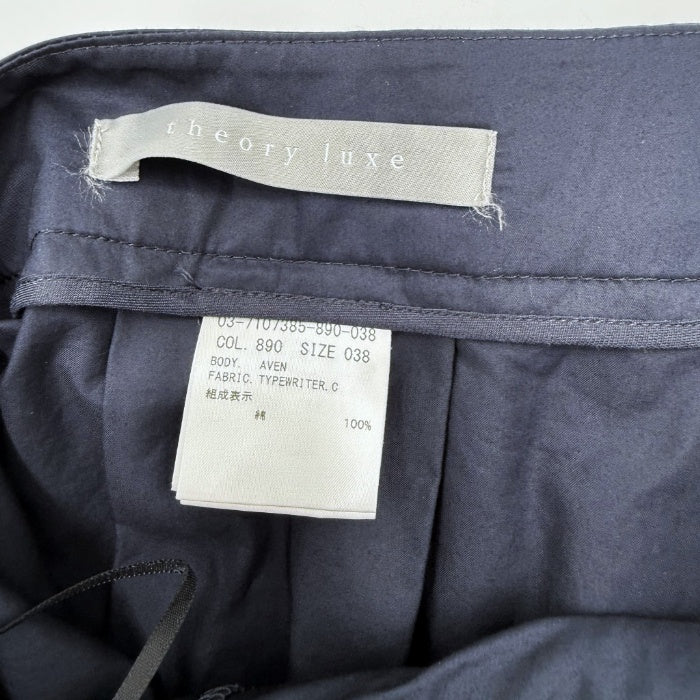 theory luxe
03-7107385-890-038
COL. 890 SIZE 038
BODY. AVEN
FABRIC. TYPEWRITER. C
組成表示
綿 100%